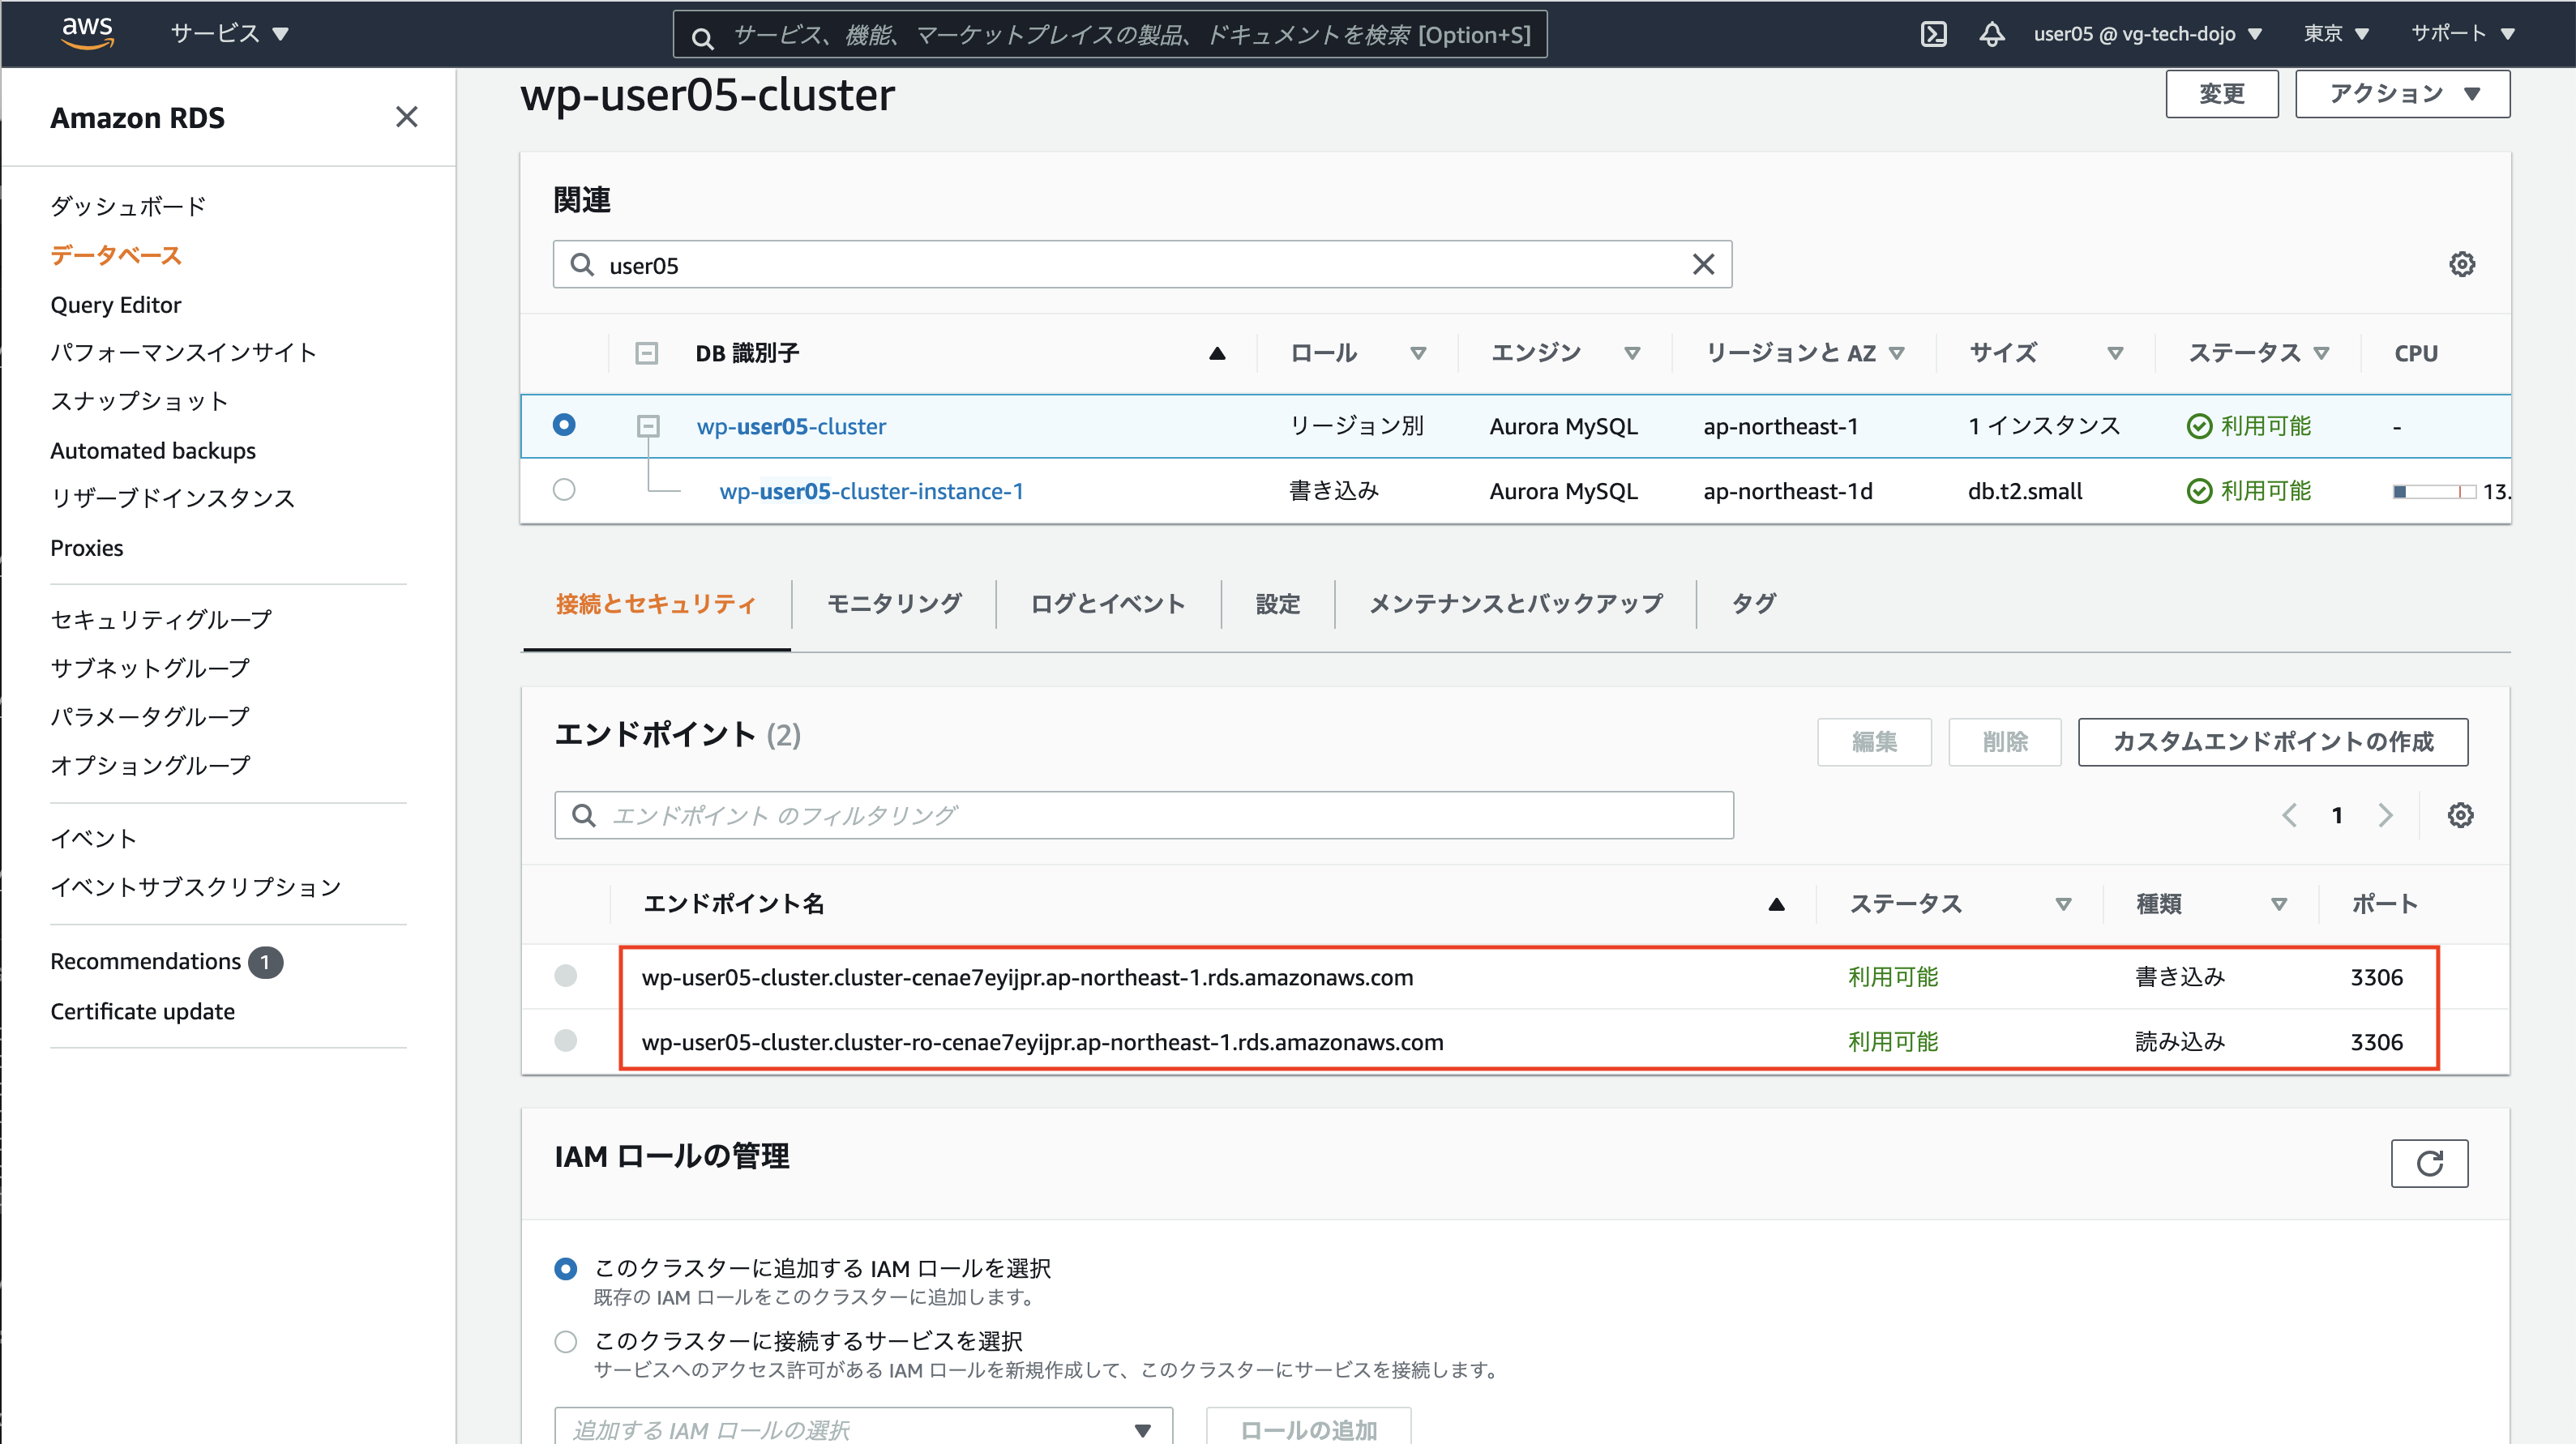 aws
サービス ▼
サービス、機能、マーケットプレイスの製品、ドキュメントを検索 [Option+S]
user05 @ vg-tech-dojo ▼
東京 ▼
サポート ▼
Amazon RDS
ダッシュボード
データベース
Query Editor
パフォーマンスインサイト
スナップショット
Automated backups
リザーブドインスタンス
Proxies
セキュリティグループ
サブネットグループ
パラメータグループ
オプショングループ
イベント
イベントサブスクリプション
Recommendations 1
Certificate update
wp-user05-cluster
変更
アクション ▼
関連
user05
DB 識別子 ロール エンジン リージョンと AZ サイズ ステータス CPU
wp-user05-cluster リージョン別 Aurora MySQL ap-northeast-1 1 インスタンス 利用可能 -
wp-user05-cluster-instance-1 書き込み Aurora MySQL ap-northeast-1d db.t2.small 利用可能 13.
接続とセキュリティ
モニタリング
ログとイベント
設定
メンテナンスとバックアップ
タグ
エンドポイント (2)
編集
削除
カスタムエンドポイントの作成
エンドポイント のフィルタリング
1
エンドポイント名 ステータス 種類 ポート
wp-user05-cluster.cluster-cenae7eyijpr.ap-northeast-1.rds.amazonaws.com 利用可能 書き込み 3306
wp-user05-cluster.cluster-ro-cenae7eyijpr.ap-northeast-1.rds.amazonaws.com 利用可能 読み込み 3306
IAM ロールの管理
このクラスターに追加する IAM ロールを選択
既存の IAM ロールをこのクラスターに追加します。
このクラスターに接続するサービスを選択
サービスへのアクセス許可がある IAM ロールを新規作成して、このクラスターにサービスを接続します。
追加する IAM ロールの選択
ロールの追加